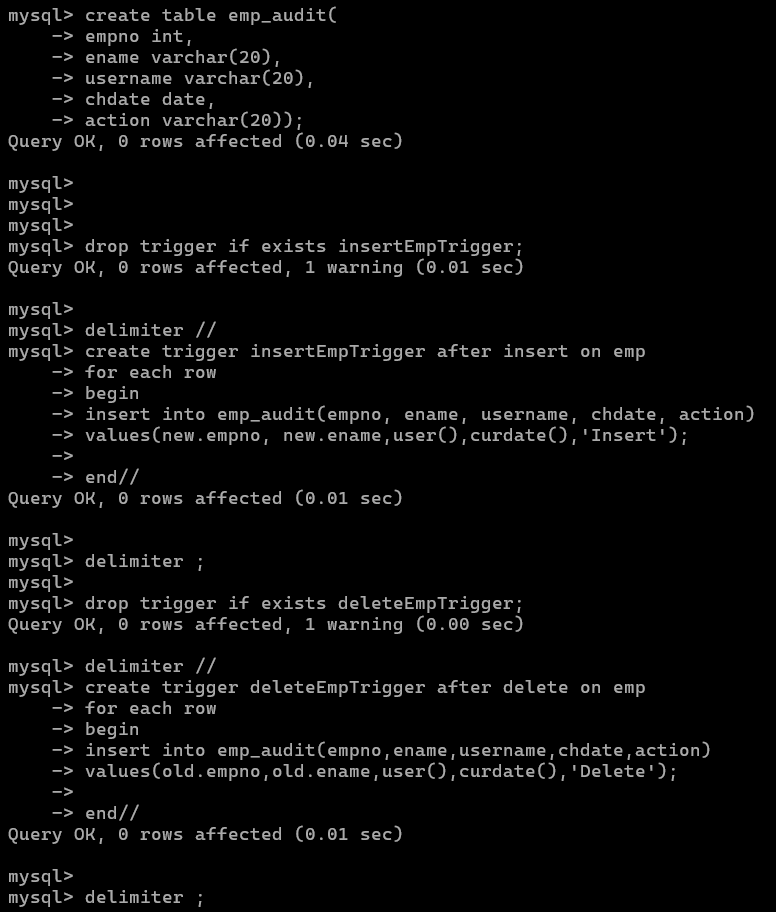 mysql> create table emp_audit(
    -> empno int,
    -> ename varchar(20),
    -> username varchar(20),
    -> chdate date,
    -> action varchar(20));
Query OK, 0 rows affected (0.04 sec)

mysql>
mysql>
mysql>
mysql> drop trigger if exists insertEmpTrigger;
Query OK, 0 rows affected, 1 warning (0.01 sec)

mysql>
mysql> delimiter //
mysql> create trigger insertEmpTrigger after insert on emp
    -> for each row
    -> begin
    -> insert into emp_audit(empno, ename, username, chdate, action)
    -> values(new.empno, new.ename,user(),curdate(),'Insert');
    ->
    -> end//
Query OK, 0 rows affected (0.01 sec)

mysql>
mysql> delimiter ;
mysql>
mysql> drop trigger if exists deleteEmpTrigger;
Query OK, 0 rows affected, 1 warning (0.00 sec)

mysql> delimiter //
mysql> create trigger deleteEmpTrigger after delete on emp
    -> for each row
    -> begin
    -> insert into emp_audit(empno,ename,username,chdate,action)
    -> values(old.empno,old.ename,user(),curdate(),'Delete');
    ->
    -> end//
Query OK, 0 rows affected (0.01 sec)

mysql>
mysql> delimiter ;